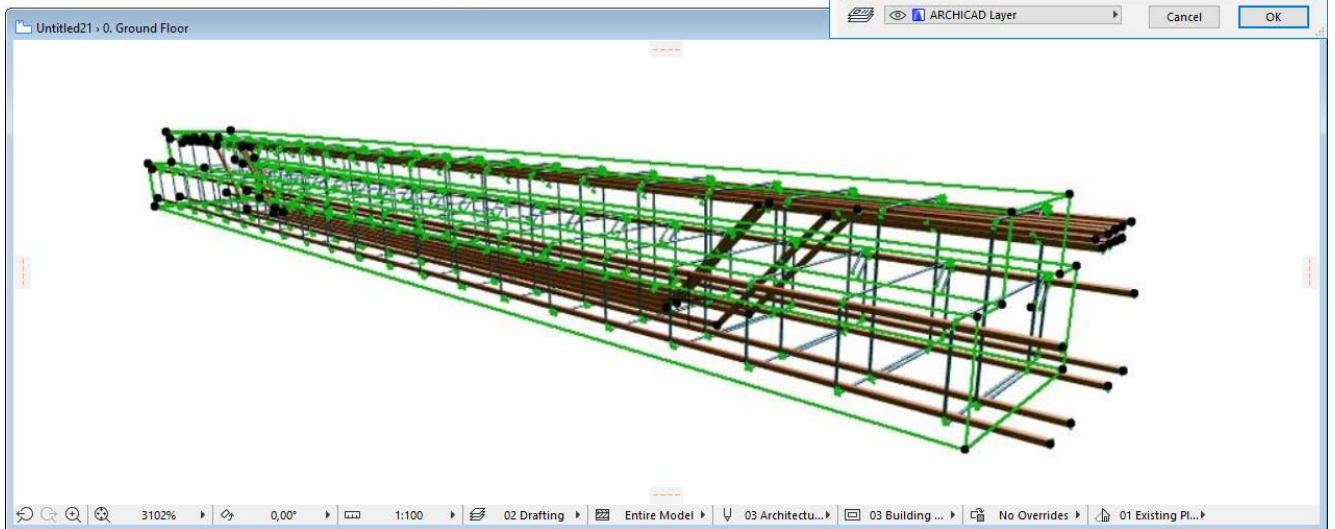 ARCHICAD Layer
Cancel
OK
Untitled21 › 0. Ground Floor
3102%
0,00°
1:100
02 Drafting
Entire Model
03 Architectu...
03 Building ...
No Overrides
01 Existing Pl...